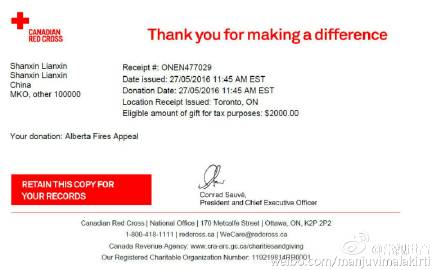 CANADIAN
RED CROSS
Thank you for making a difference
Shanxin Lianxin
Shanxin Lianxin
China
MKO, other 100000
Receipt #: ONEN477029
Date issued: 27/05/2016 11:45 AM EST
Donation Date: 27/05/2016 11:45 AM EST
Location Receipt Issued: Toronto, ON
Eligible amount of gift for tax purposes: $2000.00
Your donation: Alberta Fires Appeal
RETAIN THIS COPY FOR
YOUR RECORDS
Conrad Sauvé,
President and Chief Executive Officer
Canadian Red Cross | National Office | 170 Metcalfe Street | Ottawa, ON, K2P 2P2
1-800-418-1111 | redcross.ca | WeCare@redcross.ca
Canada Revenue Agency: www.cra-arc.gc.ca/charitiesandgiving
Our Registered Charitable Organization Number: 119219814RR0001
weibo.com/manjuvimalakirti